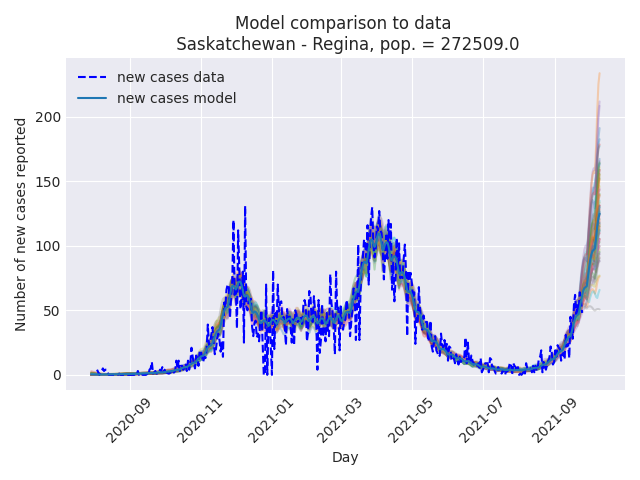 Model comparison to data
Saskatchewan - Regina, pop. = 272509.0
new cases data
new cases model
Number of new cases reported
200
150
100
50
0
2020-09
2020-11
2021-01
2021-03
2021-05
2021-07
2021-09
Day